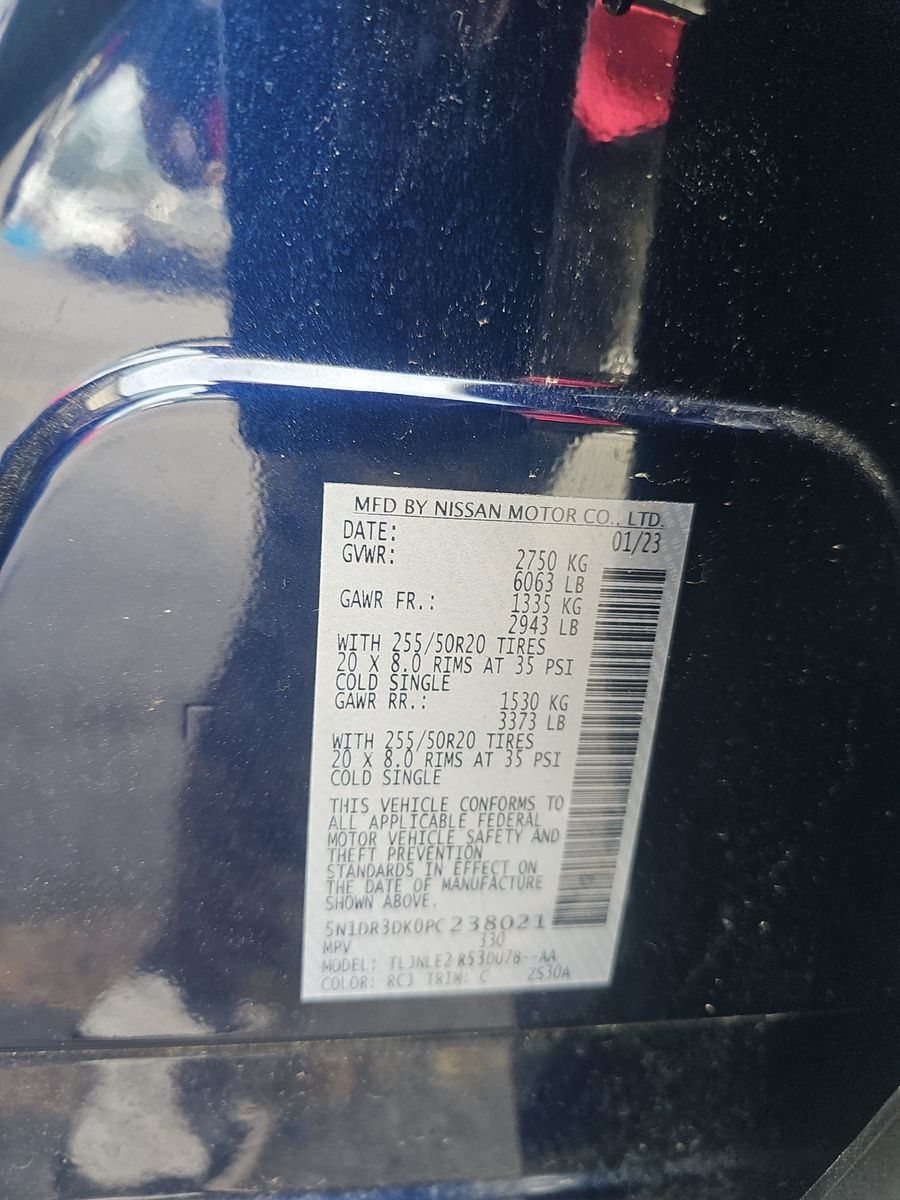 MFD BY NISSAN MOTOR CO., LTD.
DATE: 01/23
GVWR: 2750 KG
6063 LB
GAWR FR.: 1335 KG
2943 LB
WITH 255/50R20 TIRES
20 X 8.0 RIMS AT 35 PSI
COLD SINGLE
GAWR RR.: 1530 KG
3373 LB
WITH 255/50R20 TIRES
20 X 8.0 RIMS AT 35 PSI
COLD SINGLE
THIS VEHICLE CONFORMS TO
ALL APPLICABLE FEDERAL
MOTOR VEHICLE SAFETY AND
THEFT PREVENTION
STANDARDS IN EFFECT ON
THE DATE OF MANUFACTURE
SHOWN ABOVE.
5N1DR3DK0PC238021
MPV 330
MODEL:
COLOR: RCJ TRIM: C 2S30A